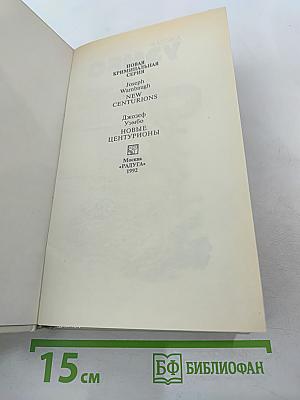 НОВАЯ
КРИМИНАЛЬНАЯ
СЕРИЯ
Joseph
Wambaugh
NEW
CENTURIONS
Джозеф
Уэмбо
НОВЫЕ
ЦЕНТУРИОНЫ
Москва
«РАДУГА»
1992
15 см
БФ БИБЛИОФАН